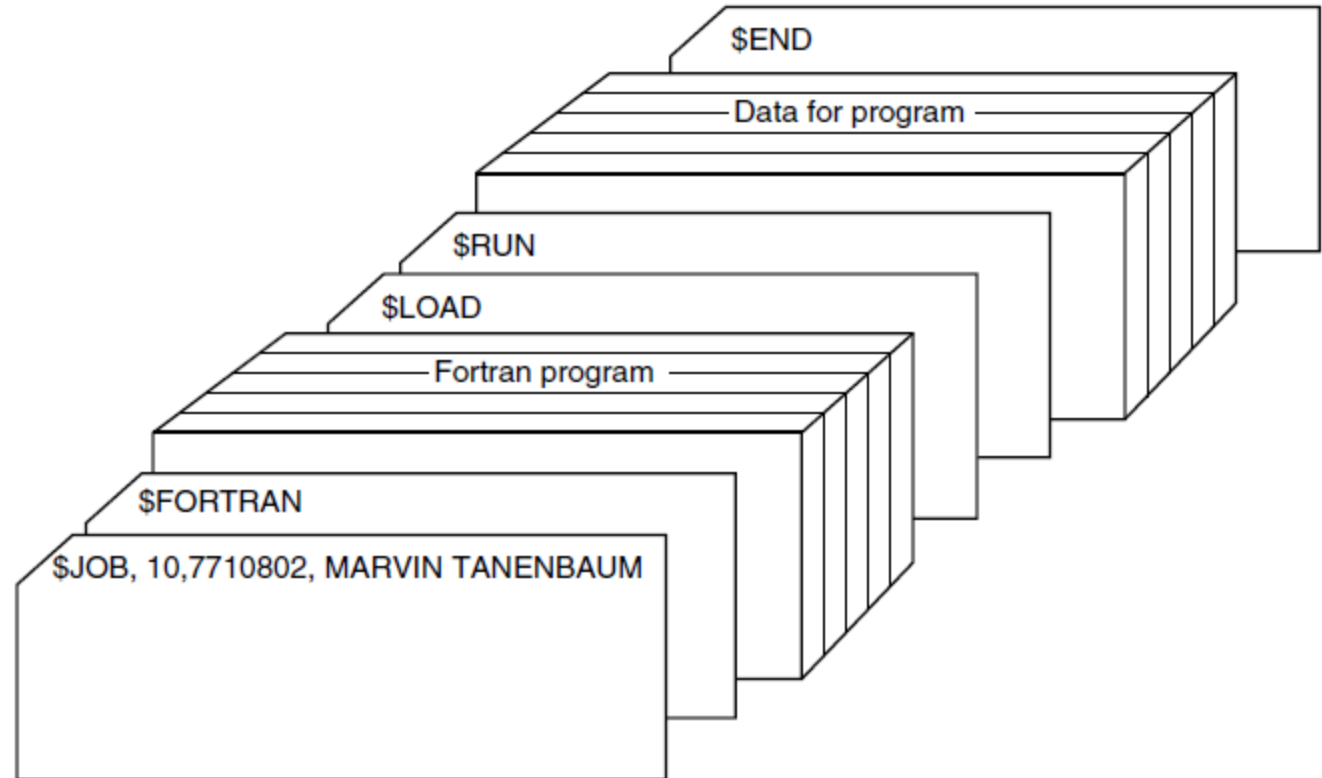 $END
Data for program
$RUN
$LOAD
Fortran program
$FORTRAN
$JOB, 10,7710802, MARVIN TANENBAUM